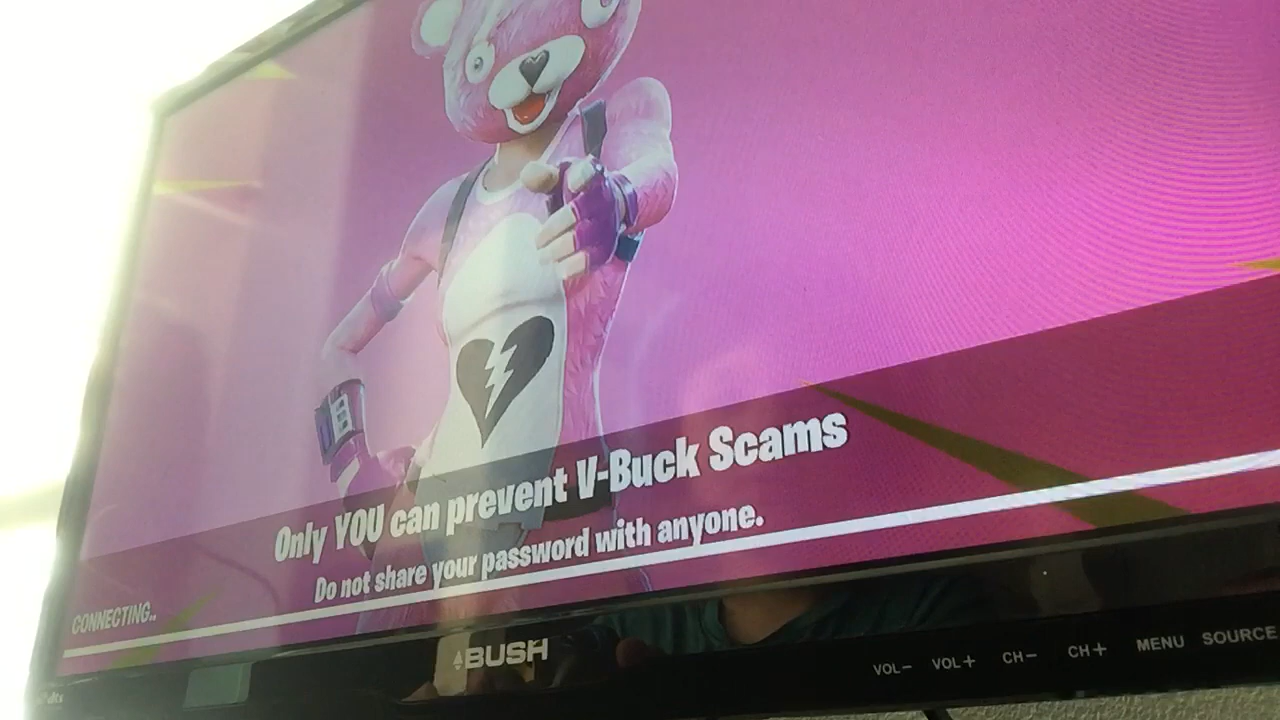 Only YOU can prevent V-Buck Scams
Do not share your password with anyone.
CONNECTING..
BUSH
VOL− VOL+ CH− CH+ MENU SOURCE